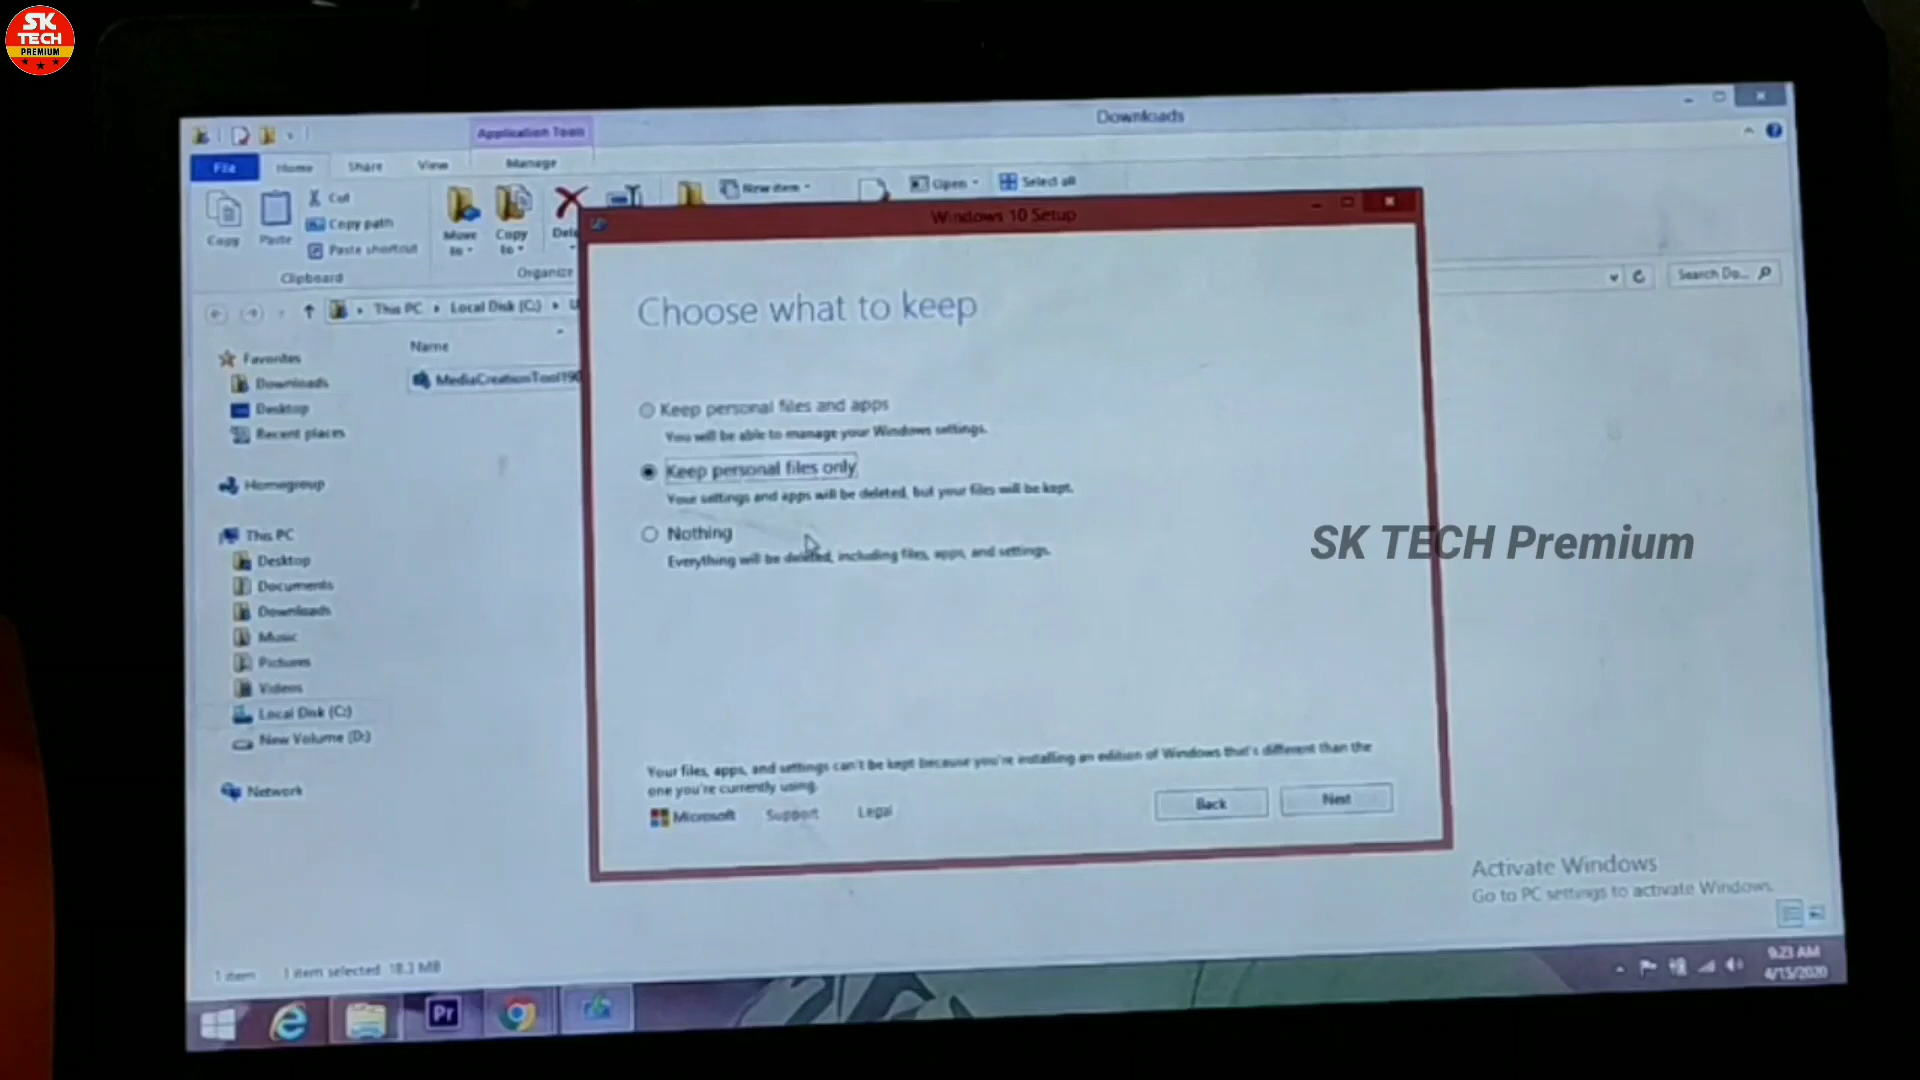 SK
TECH
PREMIUM
Downloads
Application Tools
File
Home
Share
View
Manage
Copy
Paste
Cut
Copy path
Paste shortcut
Clipboard
Move
to
Copy
to
Organize
New item
Open
Select all
This PC
Local Disk (C:)
Search Do...
Name
Favorites
Downloads
Desktop
Recent places
Homegroup
This PC
Desktop
Documents
Downloads
Music
Pictures
Videos
Local Disk (C:)
New Volume (D:)
Network
Windows 10 Setup
Choose what to keep
Keep personal files and apps
You will be able to manage your Windows settings.
Keep personal files only
Your settings and apps will be deleted, but your files will be kept.
Nothing
Everything will be deleted, including files, apps, and settings.
Your files, apps, and settings can't be kept because you're installing an edition of Windows that's different than the
one you're currently using.
Microsoft
Support
Legal
Back
Next
SK TECH Premium
Activate Windows
Go to PC settings to activate Windows.
1 item
1 item selected 18.3 MB
Pr
9:23 AM
4/15/2020